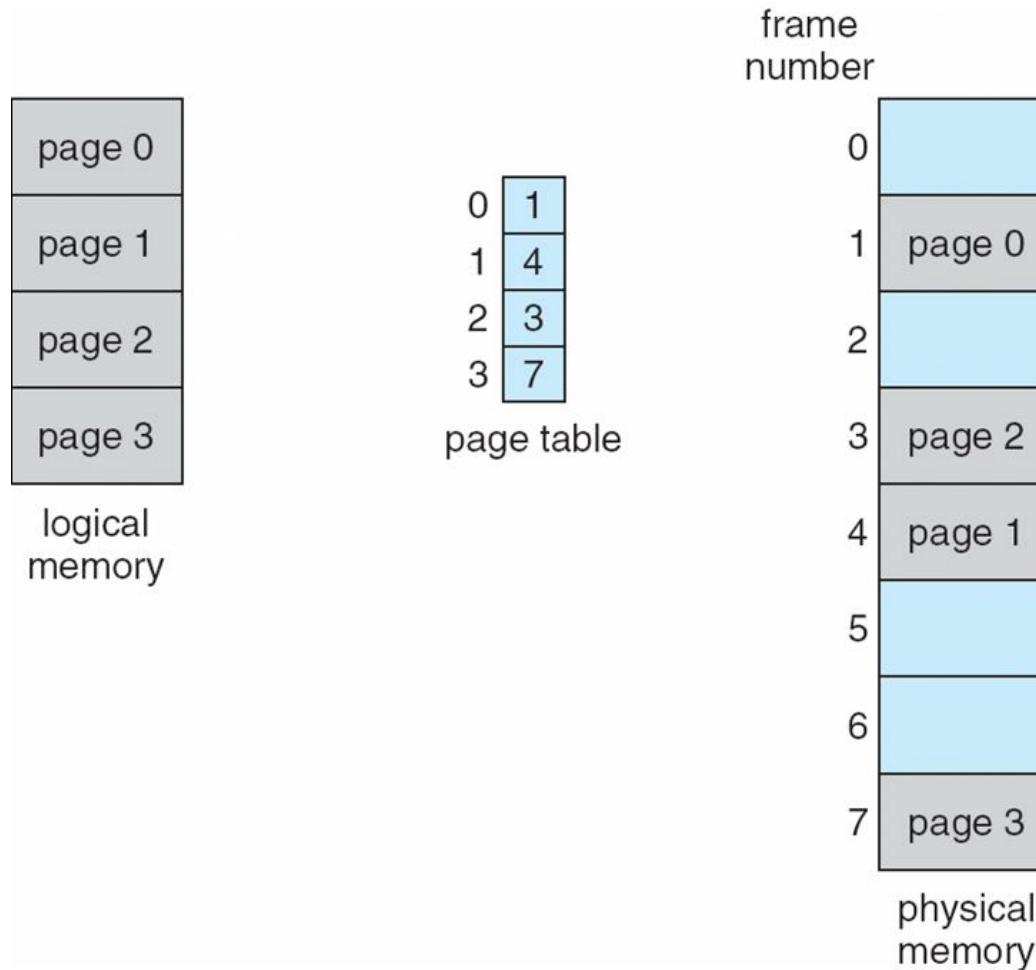 frame
number
page 0
page 1
page 2
page 3
logical
memory
0 1
1 4
2 3
3 7
page table
0
1 page 0
2
3 page 2
4 page 1
5
6
7 page 3
physical
memory